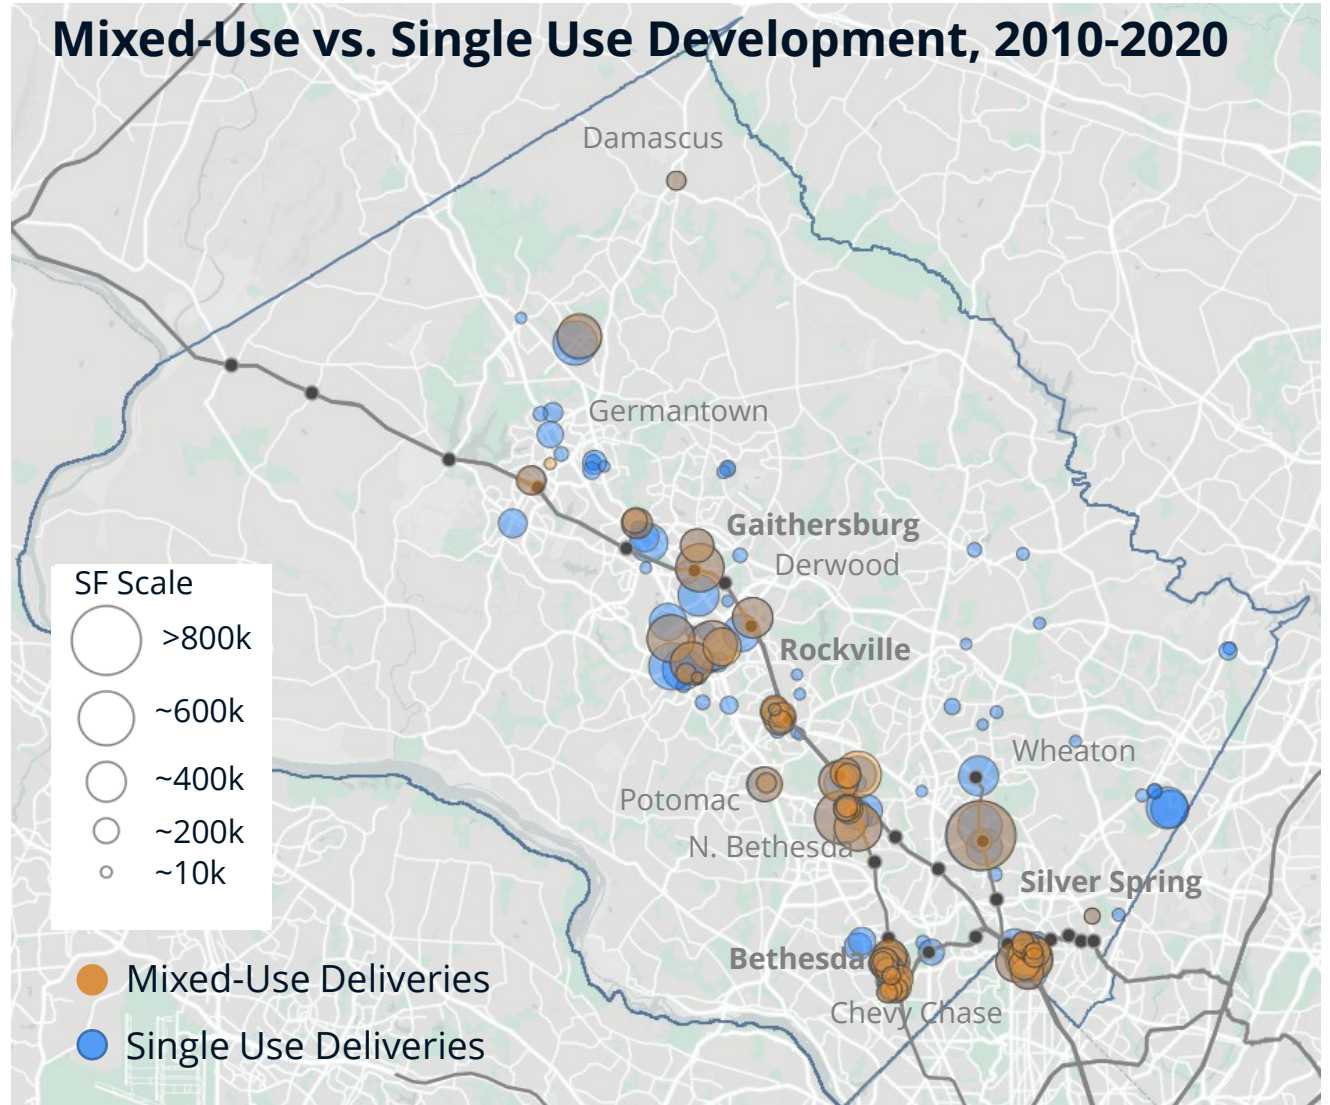 Mixed-Use vs. Single Use Development, 2010-2020
Damascus
Germantown
Gaithersburg
Derwood
SF Scale
>800k
Rockville
~600k
Wheaton
~400k
Potomac
~200k
N. Bethesda
~10k
Silver Spring
Bethesda
Mixed-Use Deliveries
Chevy Chase
Single Use Deliveries